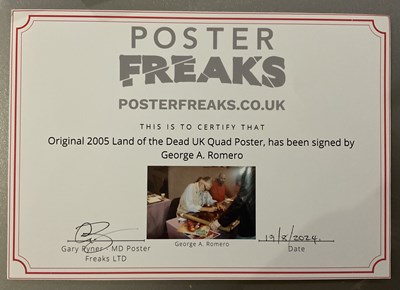 POSTER
FREAKS
POSTERFREAKS.CO.UK
THIS IS TO CERTIFY THAT
Original 2005 Land of the Dead UK Quad Poster, has been signed by
George A. Romero
George A. Romero
19/8/2024.
Gary Ryner - MD Poster
Freaks LTD
Date